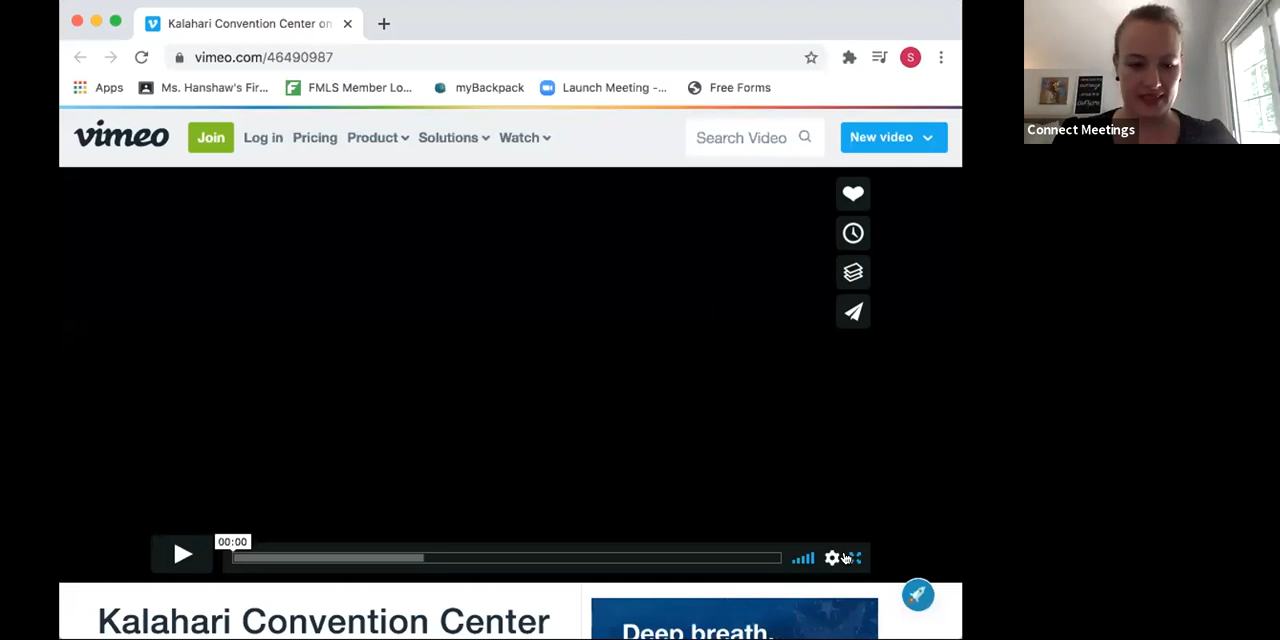 Kalahari Convention Center on
vimeo.com/46490987
S
Apps
Ms. Hanshaw's Fir...
FMLS Member Lo...
myBackpack
Launch Meeting -...
Free Forms
vimeo
Join
Log in
Pricing
Product
Solutions
Watch
Search Video
New video
Connect Meetings
00:00
Kalahari Convention Center
Deep breath.